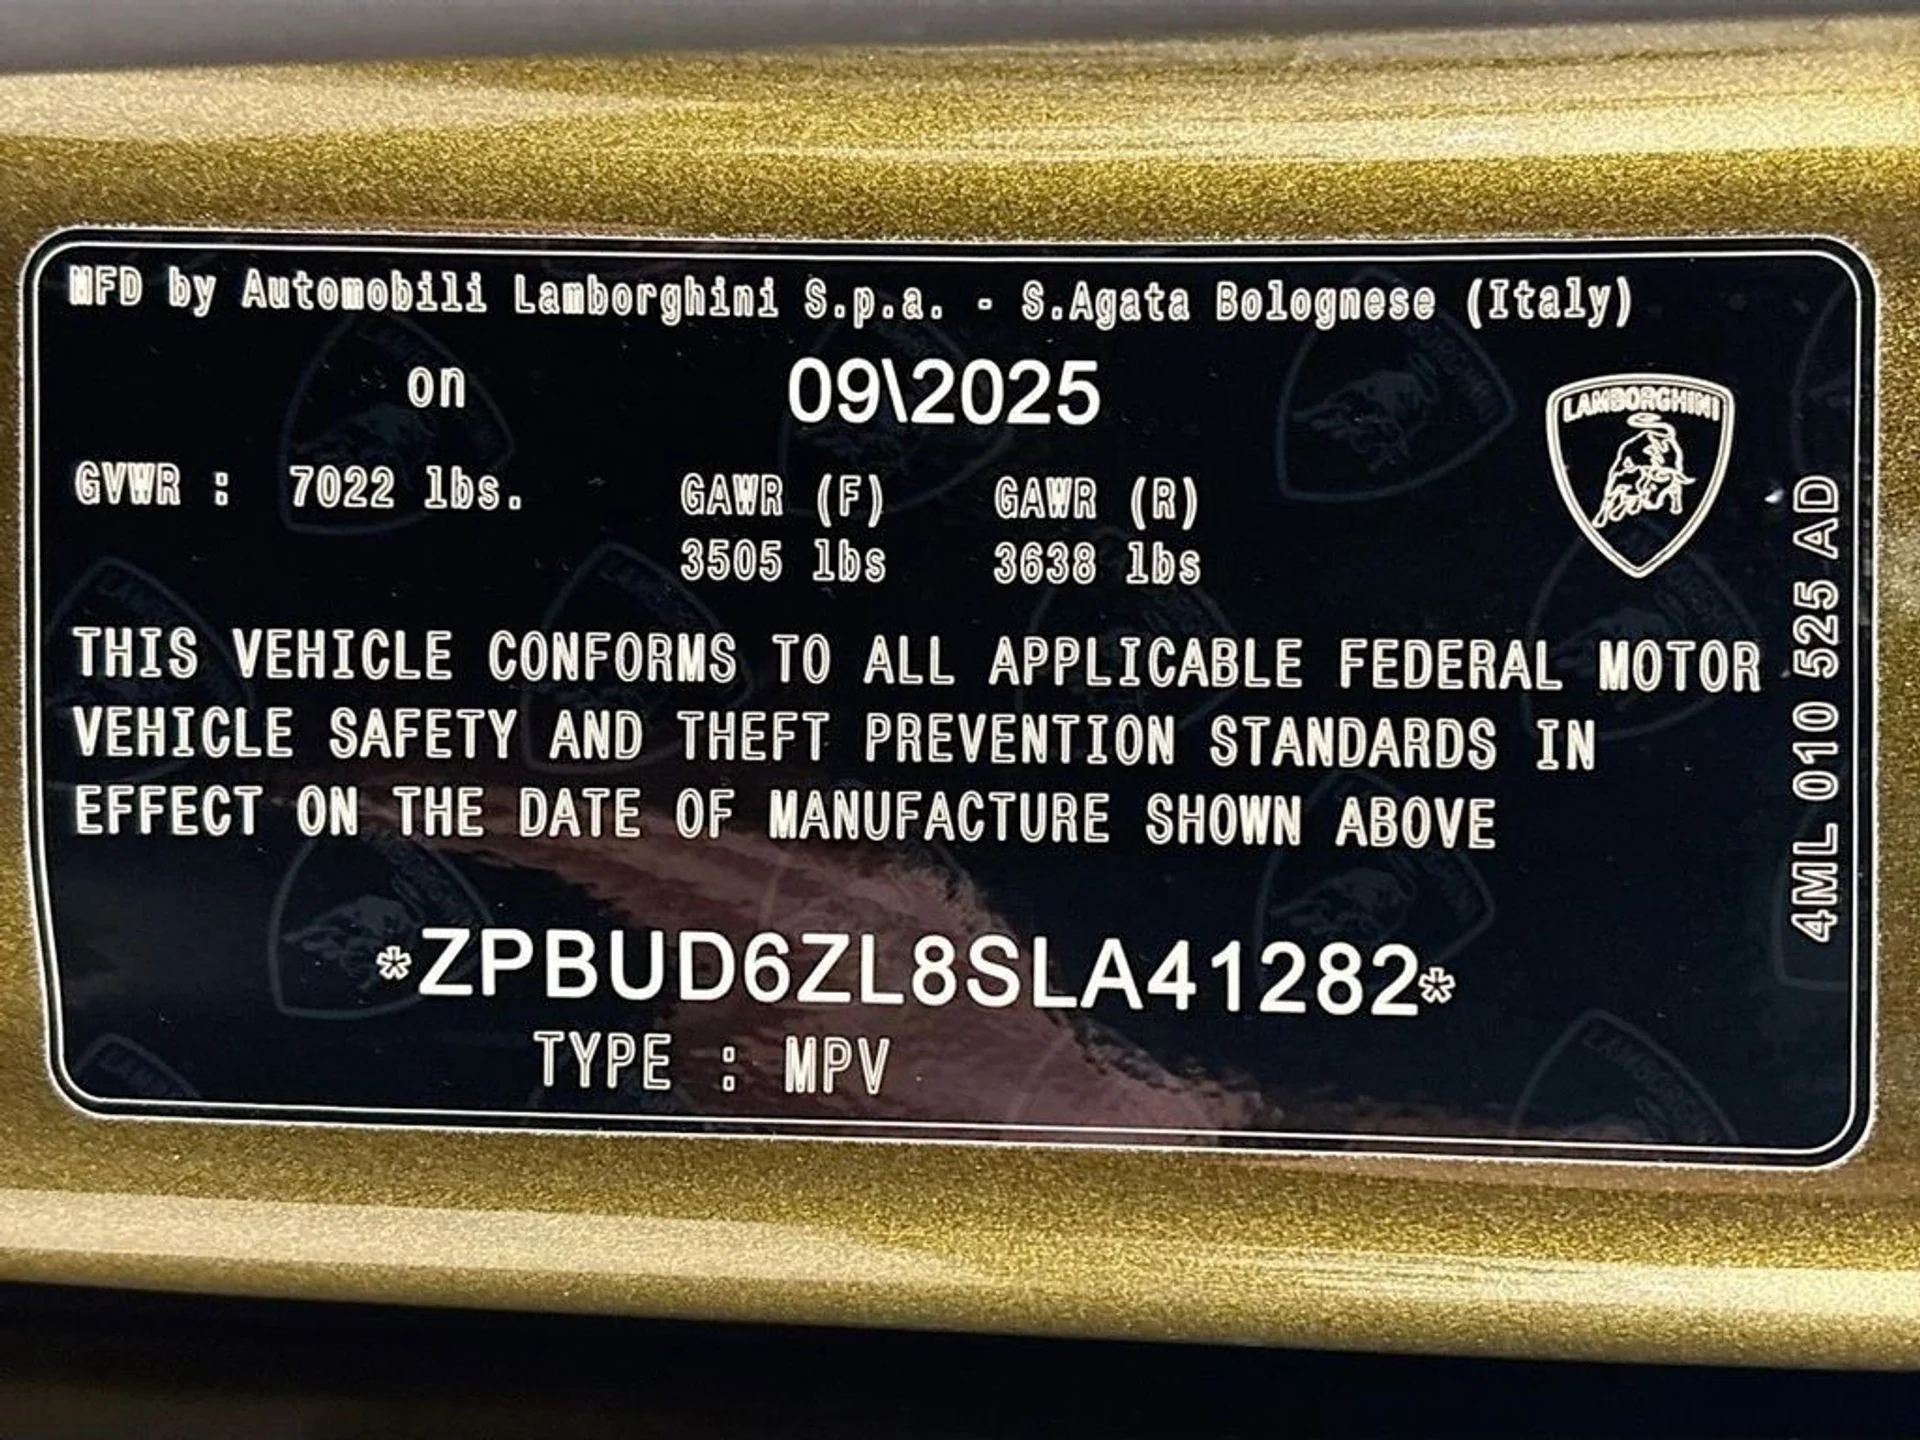 MFD by Automobili Lamborghini S.p.a. - S.Agata Bolognese (Italy)
on 09\2025
LAMBORGHINI
GVWR : 7022 lbs. GAWR (F) GAWR (R)
3505 lbs 3638 lbs
THIS VEHICLE CONFORMS TO ALL APPLICABLE FEDERAL MOTOR
VEHICLE SAFETY AND THEFT PREVENTION STANDARDS IN
EFFECT ON THE DATE OF MANUFACTURE SHOWN ABOVE
*ZPBUD6ZL8SLA41282*
TYPE : MPV
4ML 010 525 AD